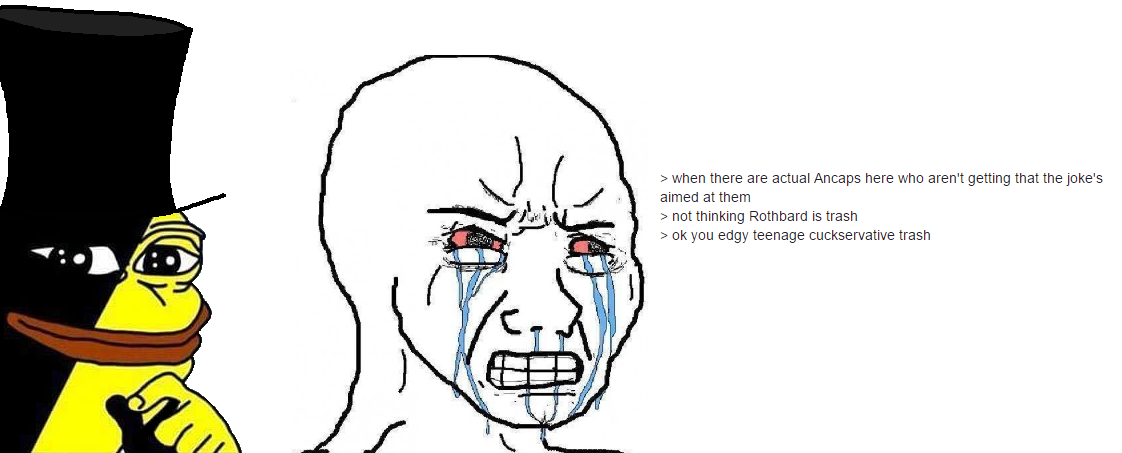 > when there are actual Ancaps here who aren't getting that the joke's
aimed at them
> not thinking Rothbard is trash
> ok you edgy teenage cuckservative trash